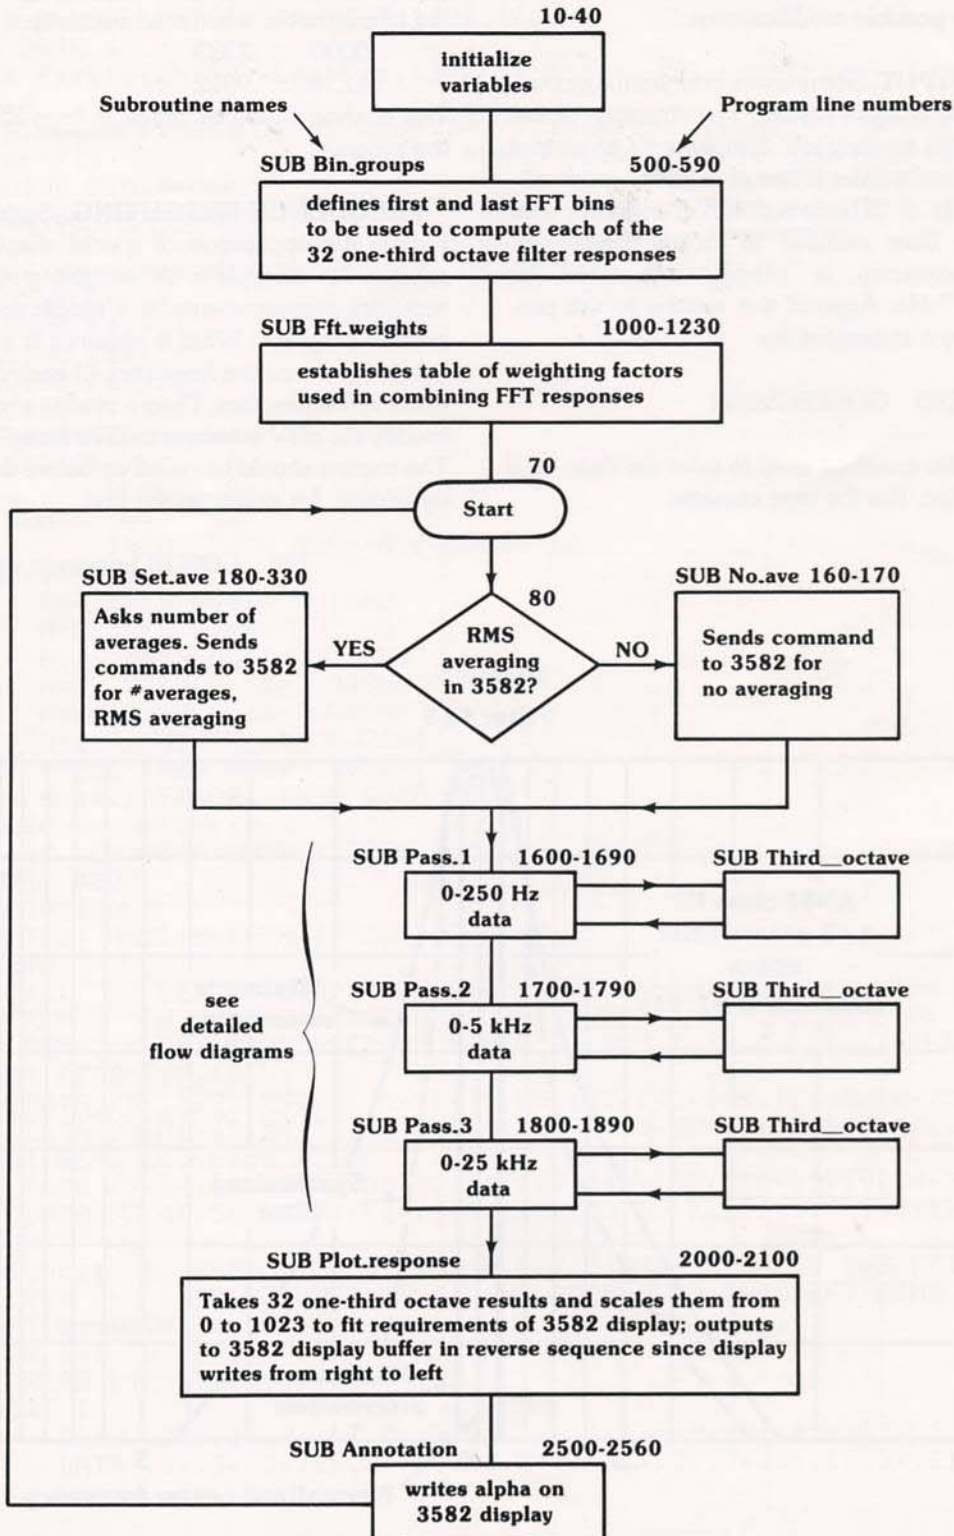 10-40
initialize
variables
Subroutine names
Program line numbers
SUB Bin.groups 500-590
defines first and last FFT bins
to be used to compute each of the
32 one-third octave filter responses
SUB Fft.weights 1000-1230
establishes table of weighting factors
used in combining FFT responses
70
Start
SUB Set.ave 180-330
Asks number of
averages. Sends
commands to 3582
for #averages,
RMS averaging
YES
80
RMS
averaging
in 3582?
NO
SUB No.ave 160-170
Sends command
to 3582 for
no averaging
see
detailed
flow diagrams
SUB Pass.1 1600-1690 SUB Third__octave
0-250 Hz
data
SUB Pass.2 1700-1790 SUB Third__octave
0-5 kHz
data
SUB Pass.3 1800-1890 SUB Third__octave
0-25 kHz
data
SUB Plot.response 2000-2100
Takes 32 one-third octave results and scales them from
0 to 1023 to fit requirements of 3582 display; outputs
to 3582 display buffer in reverse sequence since display
writes from right to left
SUB Annotation 2500-2560
writes alpha on
3582 display